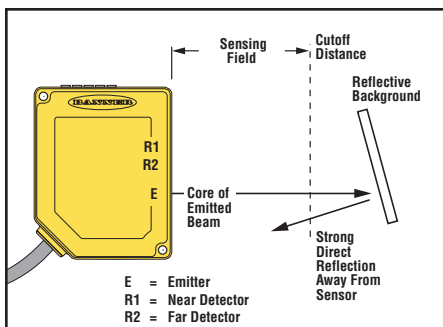 Sensing
Field
Cutoff
Distance
Reflective
Background
BANNER
R1
R2
E
Core of
Emitted
Beam
Strong
Direct
Reflection
Away From
Sensor
E = Emitter
R1 = Near Detector
R2 = Far Detector